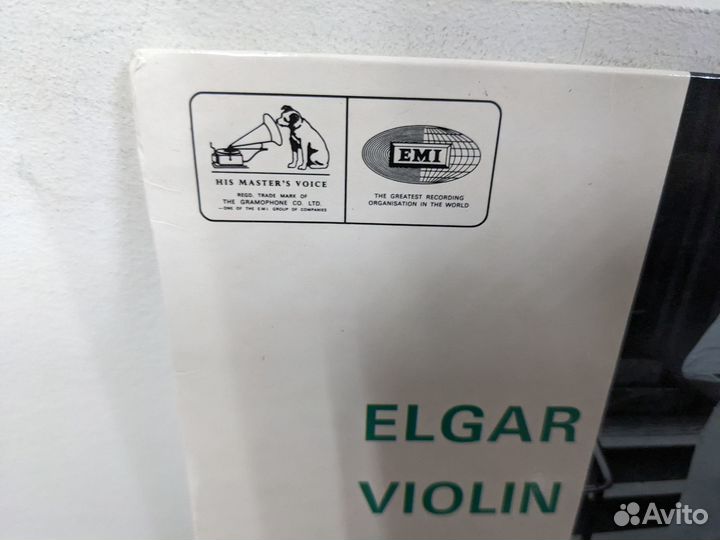 HIS MASTER'S VOICE
REGD. TRADE MARK OF
THE GRAMOPHONE CO. LTD.
—ONE OF THE E.M.I. GROUP OF COMPANIES
EMI
THE GREATEST RECORDING
ORGANISATION IN THE WORLD
ELGAR
VIOLIN
Avito